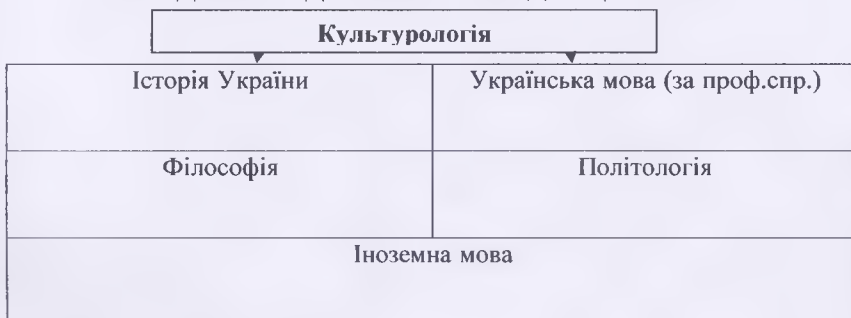 Культурологія
Історія України
Українська мова (за проф.спр.)
Філософія
Політологія
Іноземна мова